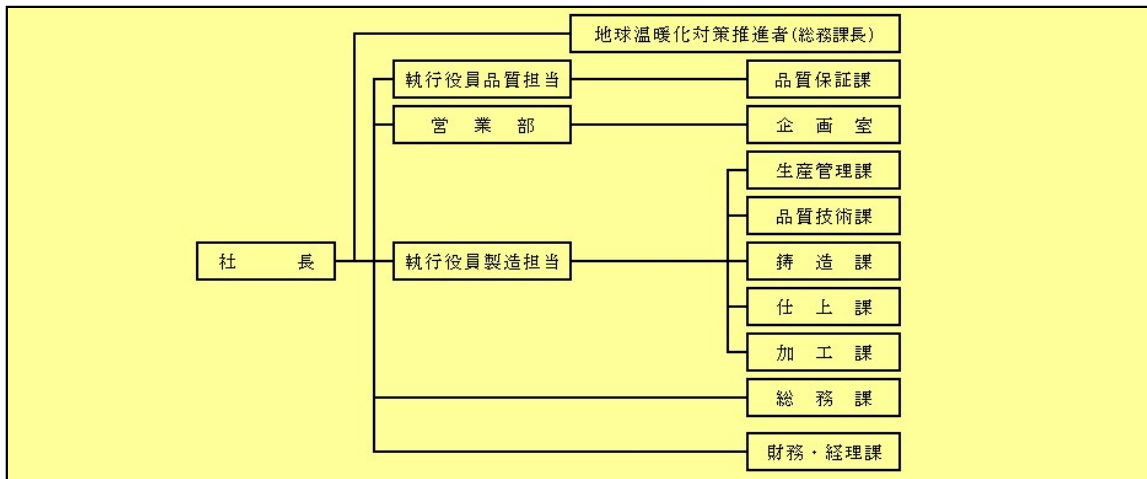 地球温暖化対策推進者(総務課長)
執行役員品質担当 品質保証課
営業部 企画室
生産管理課
品質技術課
社長 執行役員製造担当 鋳造課
仕上課
加工課
総務課
財務・経理課